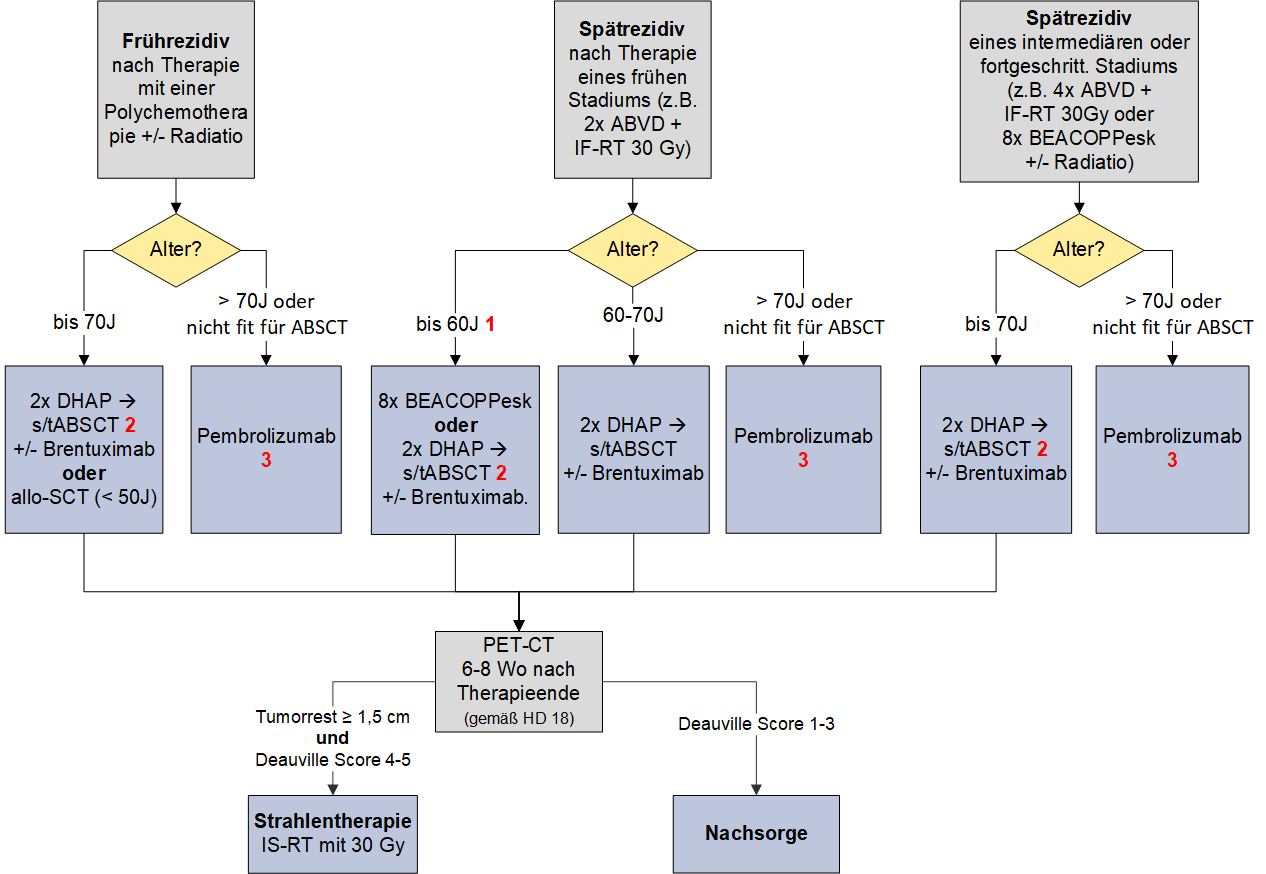 Frührezidiv
nach Therapie
mit einer
Polychemothera
pie +/- Radiatio
Spätrezidiv
nach Therapie
eines frühen
Stadiums (z.B.
2x ABVD +
IF-RT 30 Gy)
Spätrezidiv
eines intermediären oder
fortgeschritt. Stadiums
(z.B. 4x ABVD +
IF-RT 30Gy oder
8x BEACOPPesk
+/- Radiatio)
Alter?
Alter?
Alter?
bis 70J
> 70J oder
nicht fit für ABSCT
bis 60J 1
60-70J
> 70J oder
nicht fit für ABSCT
bis 70J
> 70J oder
nicht fit für ABSCT
2x DHAP →
s/tABSCT 2
+/- Brentuximab
oder
allo-SCT (< 50J)
Pembrolizumab
3
8x BEACOPPesk
oder
2x DHAP →
s/tABSCT 2
+/- Brentuximab.
2x DHAP →
s/tABSCT
+/- Brentuximab
Pembrolizumab
3
2x DHAP →
s/tABSCT 2
+/- Brentuximab
Pembrolizumab
3
PET-CT
6-8 Wo nach
Therapieende
(gemäß HD 18)
Tumorrest ≥ 1,5 cm
und
Deauville Score 4-5
Deauville Score 1-3
Strahlentherapie
IS-RT mit 30 Gy
Nachsorge